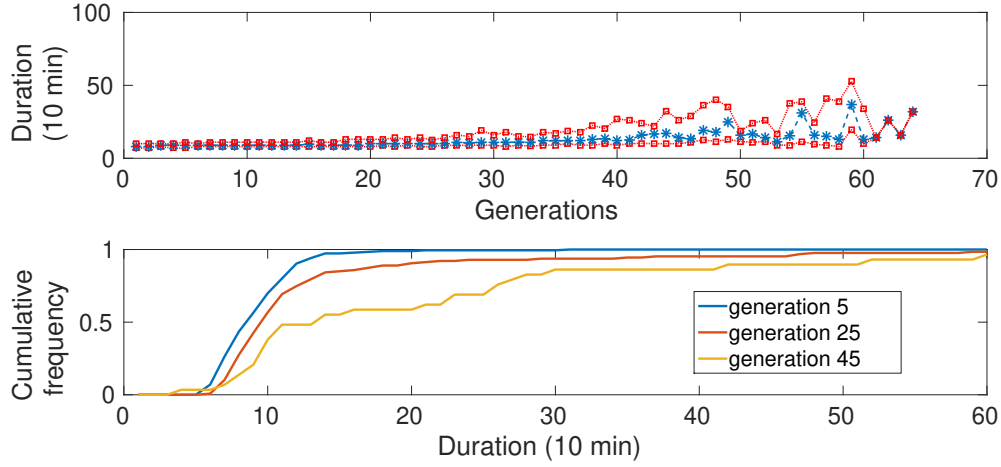 Duration
(10 min)
100
50
0
0 10 20 30 40 50 60 70
Generations
Cumulative
frequency
1
0.5
0
generation 5
generation 25
generation 45
0 10 20 30 40 50 60
Duration (10 min)